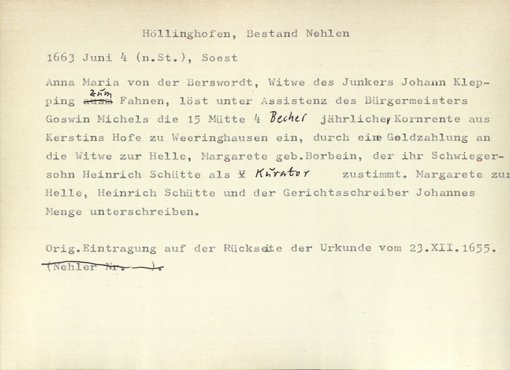 Höllinghofen, Bestand Nehlen
1663 Juni 4 (n.St.), Soest
Anna Maria von der Berswordt, Witwe des Junkers Johann Klep-
ping zum Fahnen, löst unter Assistenz des Bürgermeisters
Goswin Michels die 15 Mütte 4 Becher jährliche Kornrente aus
Kerstins Hofe zu Weeringhausen ein, durch eine Geldzahlung an
die Witwe zur Helle, Margarete geb.Borbein, der ihr Schwieger-
sohn Heinrich Schütte als Kurator zustimmt. Margarete zur
Helle, Heinrich Schütte und der Gerichtsschreiber Johannes
Menge unterschreiben.
Orig.Eintragung auf der Rückseite der Urkunde vom 23.XII.1655.
(Nehler Nr. ).